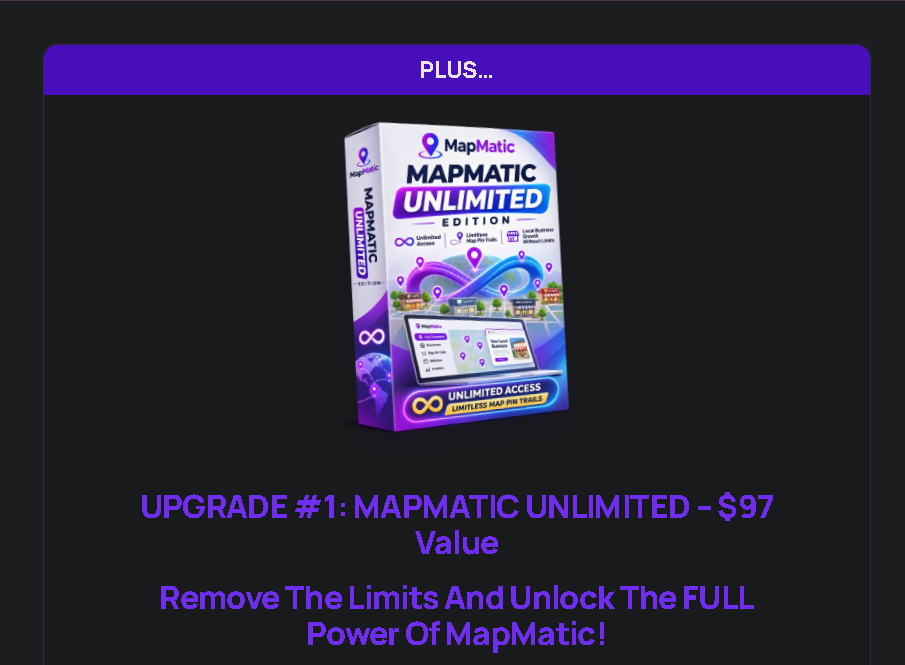 PLUS...
MapMatic
MAPMATIC
UNLIMITED
EDITION
Unlimited
Access
Limitless
Map Pin Trails
Local Business
Growth
Without Limits
MapMatic
MAPMATIC
UNLIMITED
EDITION
MapMatic
UNLIMITED ACCESS
LIMITLESS MAP PIN TRAILS
UPGRADE #1: MAPMATIC UNLIMITED – $97
Value
Remove The Limits And Unlock The FULL
Power Of MapMatic!